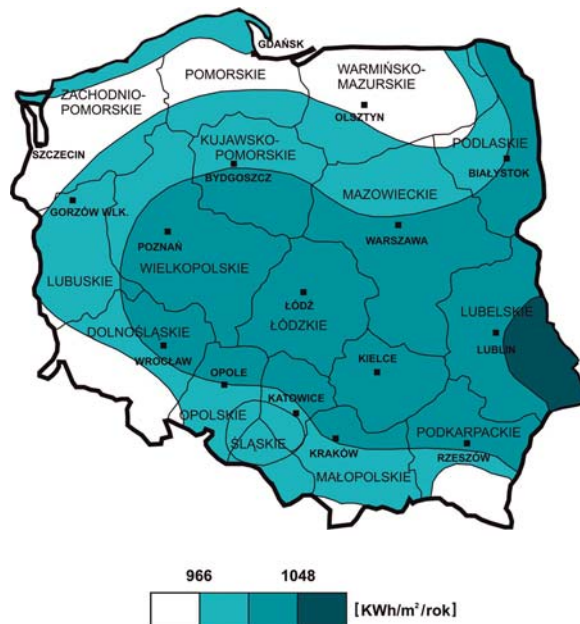 GDAŃSK
POMORSKIE
WARMIŃSKO-
MAZURSKIE
ZACHODNIO-
POMORSKIE
OLSZTYN
KUJAWSKO-
POMORSKIE
PODLASKIE
SZCZECIN
BYDGOSZCZ
BIAŁYSTOK
MAZOWIECKIE
GORZÓW WLK.
WARSZAWA
POZNAŃ
WIELKOPOLSKIE
LUBUSKIE
ŁÓDŹ
ŁÓDZKIE
LUBELSKIE
LUBLIN
DOLNOŚLĄSKIE
WROCŁAW
OPOLE
KIELCE
KATOWICE
OPOLSKIE
ŚLĄSKIE
KRAKÓW
PODKARPACKIE
RZESZÓW
MAŁOPOLSKIE
966 1048
[KWh/m²/rok]